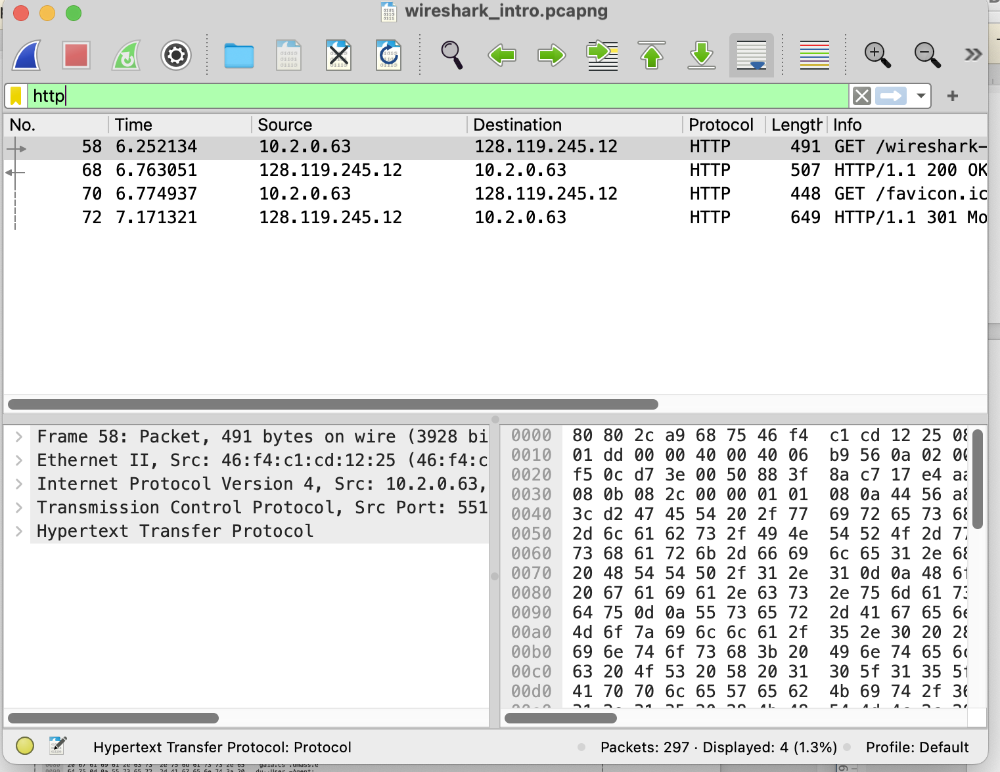 wireshark_intro.pcapng
http
No. Time Source Destination Protocol Length Info
58 6.252134 10.2.0.63 128.119.245.12 HTTP 491 GET /wireshark-
68 6.763051 128.119.245.12 10.2.0.63 HTTP 507 HTTP/1.1 200 OK
70 6.774937 10.2.0.63 128.119.245.12 HTTP 448 GET /favicon.ic
72 7.171321 128.119.245.12 10.2.0.63 HTTP 649 HTTP/1.1 301 Mo
Frame 58: Packet, 491 bytes on wire (3928 bi
Ethernet II, Src: 46:f4:c1:cd:12:25 (46:f4:c
Internet Protocol Version 4, Src: 10.2.0.63,
Transmission Control Protocol, Src Port: 551
Hypertext Transfer Protocol
0000 80 80 2c a9 68 75 46 f4 c1 cd 12 25 08
0010 01 dd 00 00 40 00 40 06 b9 56 0a 02 00
0020 f5 0c d7 3e 00 50 88 3f 8a c7 17 e4 aa
0030 08 0b 08 2c 00 00 01 01 08 0a 44 56 a8
0040 3c d2 47 45 54 20 2f 77 69 72 65 73 68
0050 2d 6c 61 62 73 2f 49 4e 54 52 4f 2d 77
0060 73 68 61 72 6b 2d 66 69 6c 65 31 2e 68
0070 20 48 54 54 50 2f 31 2e 31 0d 0a 48 6f
0080 20 67 61 69 61 2e 63 73 2e 75 6d 61 73
0090 64 75 0d 0a 55 73 65 72 2d 41 67 65 6e
00a0 4d 6f 7a 69 6c 6c 61 2f 35 2e 30 20 28
00b0 69 6e 74 6f 73 68 3b 20 49 6e 74 65 6c
00c0 63 20 4f 53 20 58 20 31 30 5f 31 35 5f
00d0 41 70 70 6c 65 57 65 62 4b 69 74 2f 36
Hypertext Transfer Protocol: Protocol
Packets: 297 · Displayed: 4 (1.3%)
Profile: Default